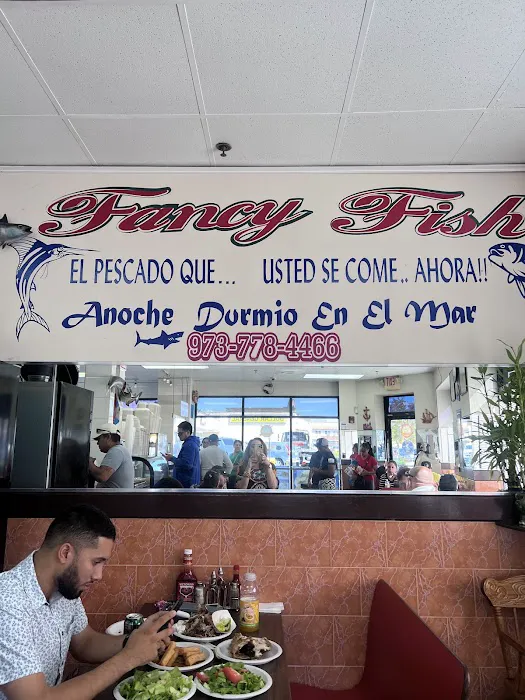 Fancy Fish
EL PESCADO QUE... USTED SE COME.. AHORA!!
Anoche Dormio En El Mar
973-778-4466